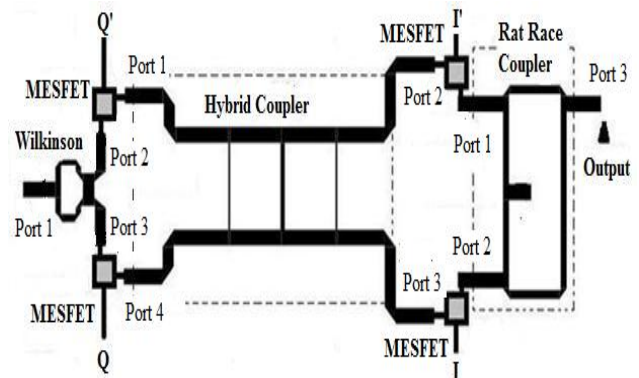 Q'
MESFET
Port 1
Wilkinson
Port 2
Port 1
Port 3
MESFET
Port 4
Q
Hybrid Coupler
I'
MESFET
Port 2
Port 3
MESFET
I
Rat Race
Coupler
Port 3
Port 1
Output
Port 2